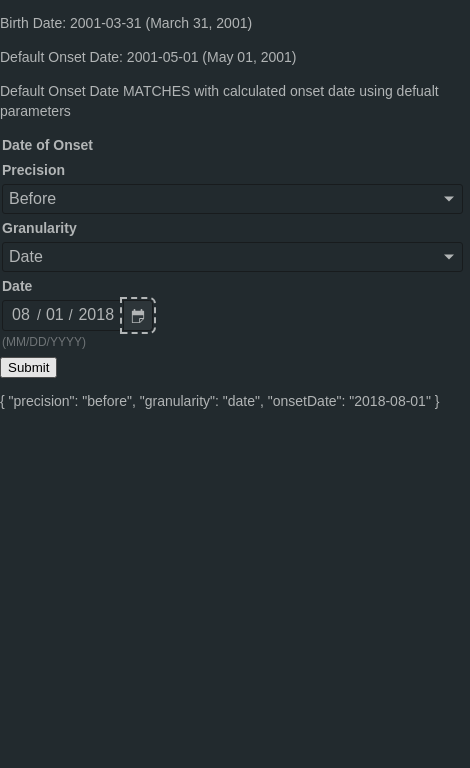 Birth Date: 2001-03-31 (March 31, 2001)
Default Onset Date: 2001-05-01 (May 01, 2001)
Default Onset Date MATCHES with calculated onset date using defualt
parameters
Date of Onset
Precision
Before
Granularity
Date
Date
08 / 01 / 2018
(MM/DD/YYYY)
Submit
{ "precision": "before", "granularity": "date", "onsetDate": "2018-08-01" }